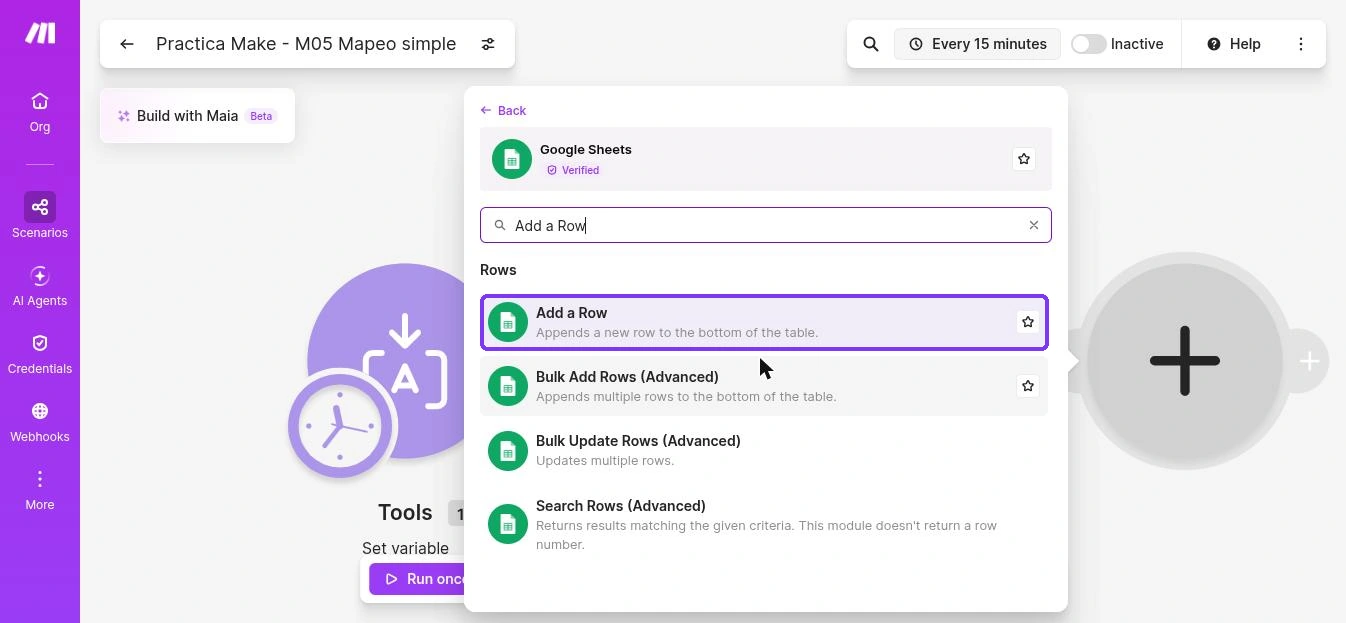 Practica Make - M05 Mapeo simple
Every 15 minutes
Inactive
Help
Build with Maia Beta
Org
Scenarios
AI Agents
Credentials
Webhooks
More
Back
Google Sheets
Verified
Add a Row
Rows
Add a Row
Appends a new row to the bottom of the table.
Bulk Add Rows (Advanced)
Appends multiple rows to the bottom of the table.
Bulk Update Rows (Advanced)
Updates multiple rows.
Search Rows (Advanced)
Returns results matching the given criteria. This module doesn't return a row
number.
A
Tools 1
Set variable
Run once